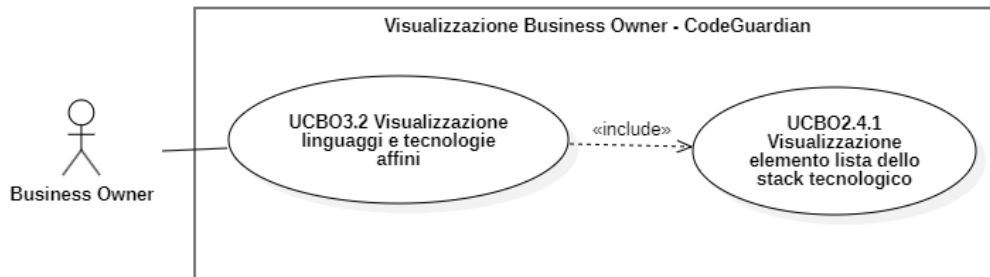 Visualizzazione Business Owner - CodeGuardian
Business Owner
UCBO3.2 Visualizzazione
linguaggi e tecnologie
affini
«include»
UCBO2.4.1
Visualizzazione
elemento lista dello
stack tecnologico